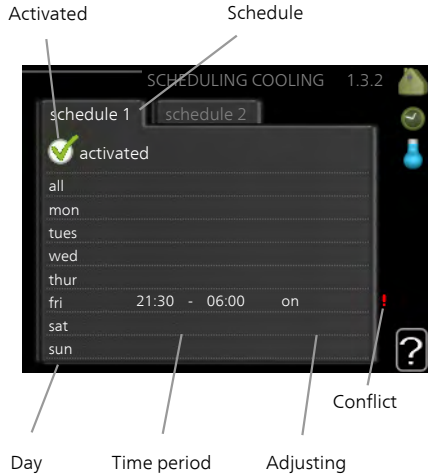 Activated Schedule
SCHEDULING COOLING 1.3.2
schedule 1 schedule 2
activated
all
mon
tues
wed
thur
fri 21:30 - 06:00 on !
sat
sun
?
Conflict
Day Time period Adjusting